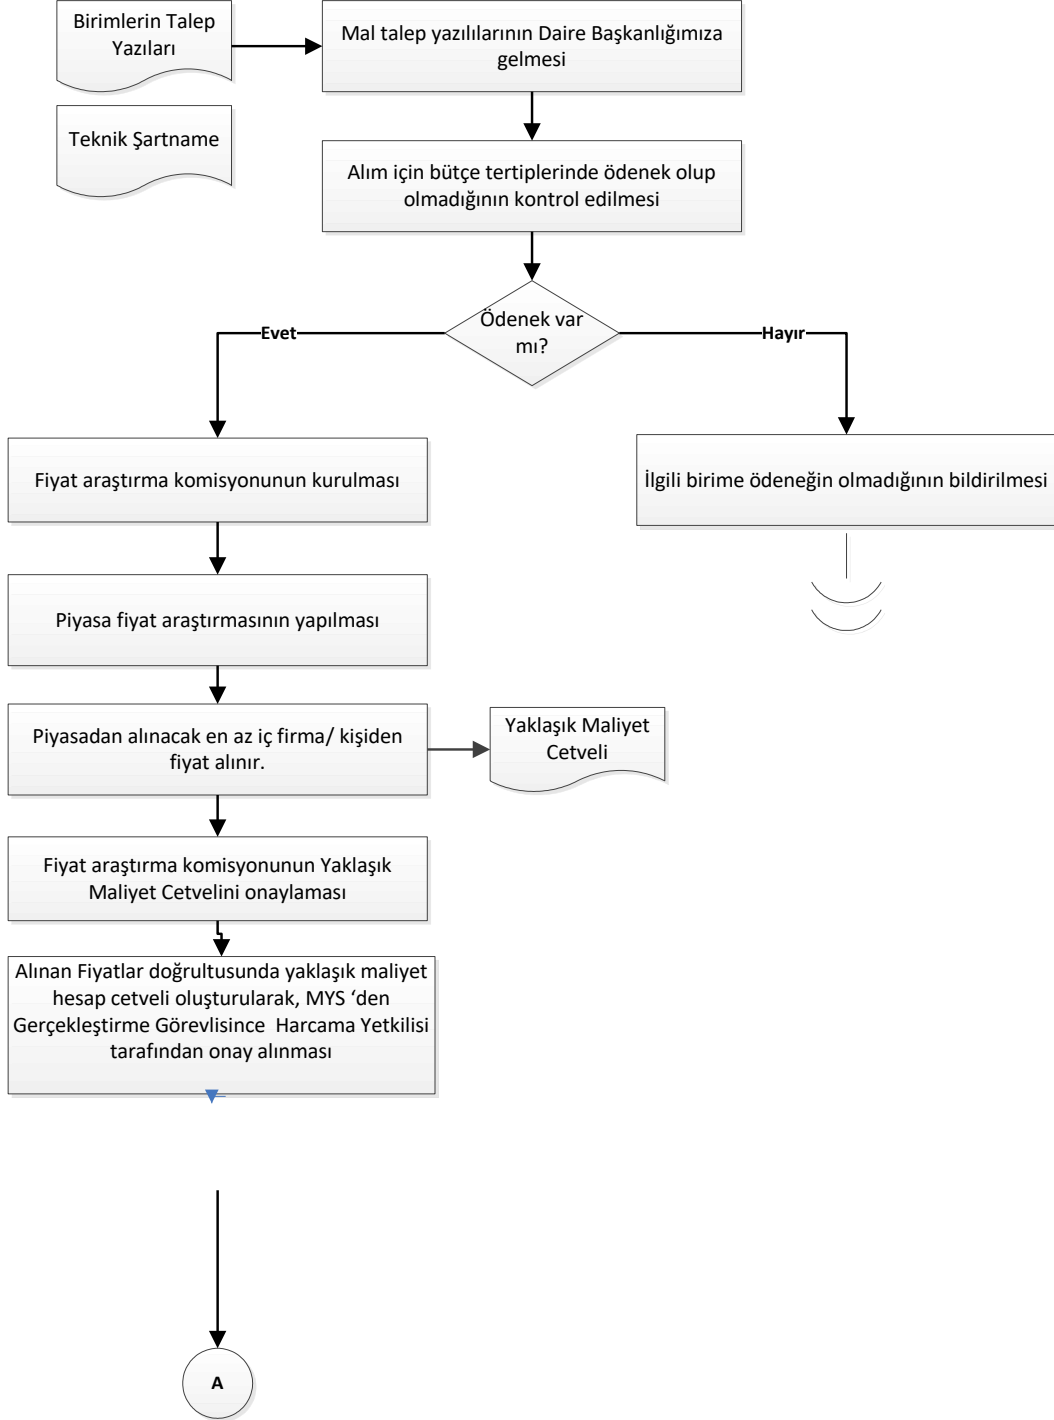 Birimlerin Talep
Yazıları
Mal talep yazılılarının Daire Başkanlığımıza
gelmesi
Teknik Şartname
Alım için bütçe tertiplerinde ödenek olup
olmadığının kontrol edilmesi
Ödenek var
mı?
Evet
Hayır
Fiyat araştırma komisyonunun kurulması
İlgili birime ödeneğin olmadığının bildirilmesi
Piyasa fiyat araştırmasının yapılması
Piyasadan alınacak en az iç firma/ kişiden
fiyat alınır.
Yaklaşık Maliyet
Cetveli
Fiyat araştırma komisyonunun Yaklaşık
Maliyet Cetvelini onaylaması
Alınan Fiyatlar doğrultusunda yaklaşık maliyet
hesap cetveli oluşturularak, MYS ‘den
Gerçekleştirme Görevlisince  Harcama Yetkilisi
tarafından onay alınması
A